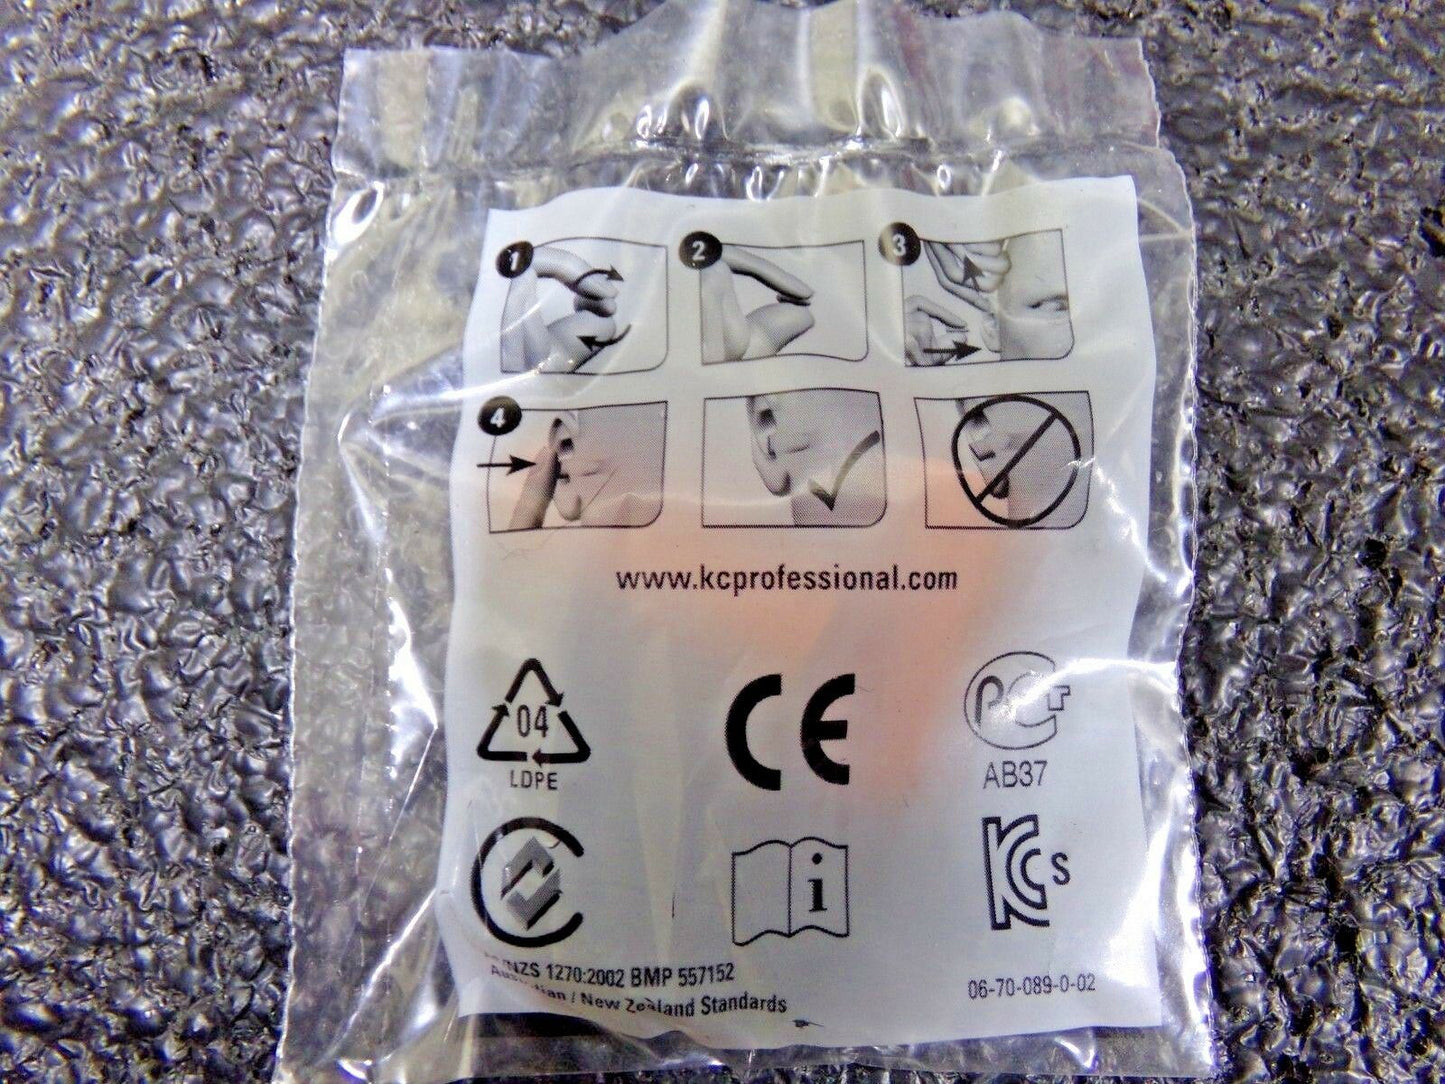 1
2
3
4
www.kcprofessional.com
04
LDPE
CE
AB37
i
KCs
NZS 1270:2002 BMP 557152
/ New Zealand Standards
06-70-089-0-02